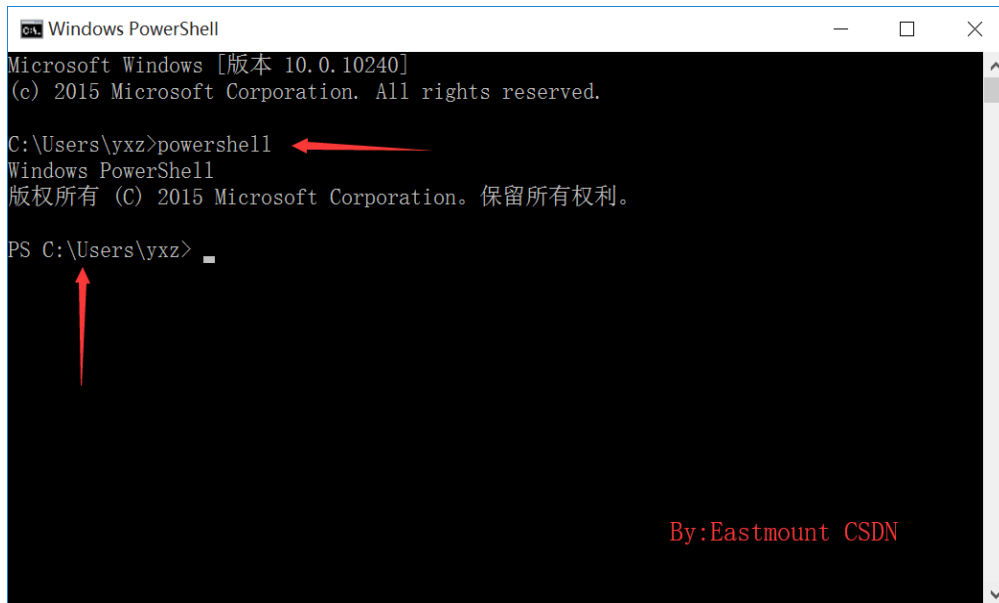 Windows PowerShell
Microsoft Windows [版本 10.0.10240]
(c) 2015 Microsoft Corporation. All rights reserved.
C:\Users\yxz>powershell
Windows PowerShell
版权所有 (C) 2015 Microsoft Corporation。保留所有权利。
PS C:\Users\yxz>
By:Eastmount CSDN